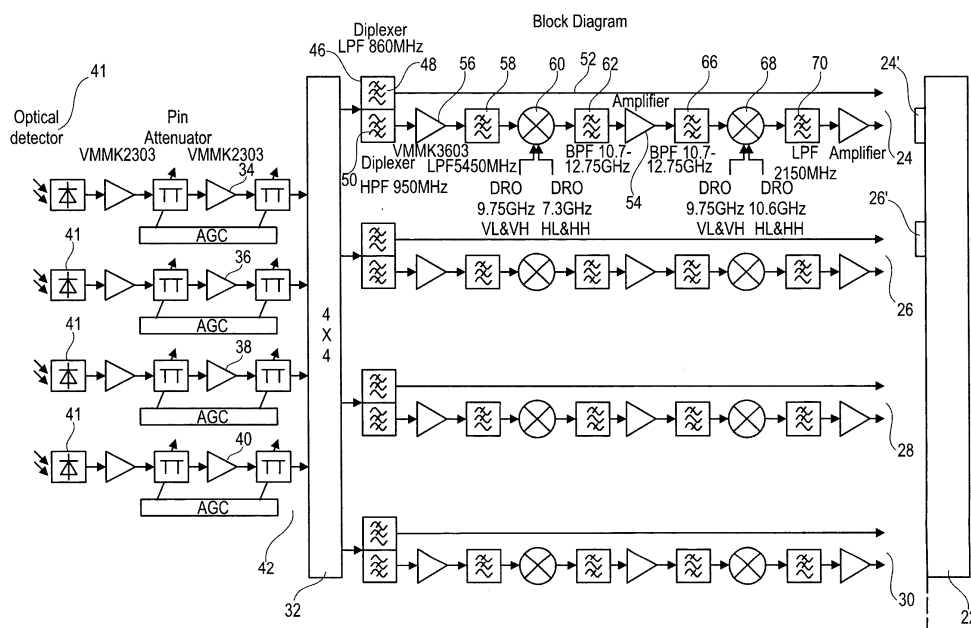 Block Diagram
Diplexer
LPF 860MHz
46
48
56
58
60
52
62
66
68
70
24'
41
Optical
detector
Pin
Attenuator
VMMK2303
VMMK2303
34
Amplifier
50
Diplexer
HPF 950MHz
VMMK3603
LPF5450MHz
BPF 10.7-
12.75GHz
54
BPF 10.7-
12.75GHz
LPF
2150MHz
Amplifier
24
DRO
9.75GHz
VL&VH
DRO
7.3GHz
HL&HH
DRO
9.75GHz
VL&VH
DRO
10.6GHz
HL&HH
26'
AGC
41
36
AGC
26
4
X
4
41
38
AGC
28
41
40
AGC
42
32
30